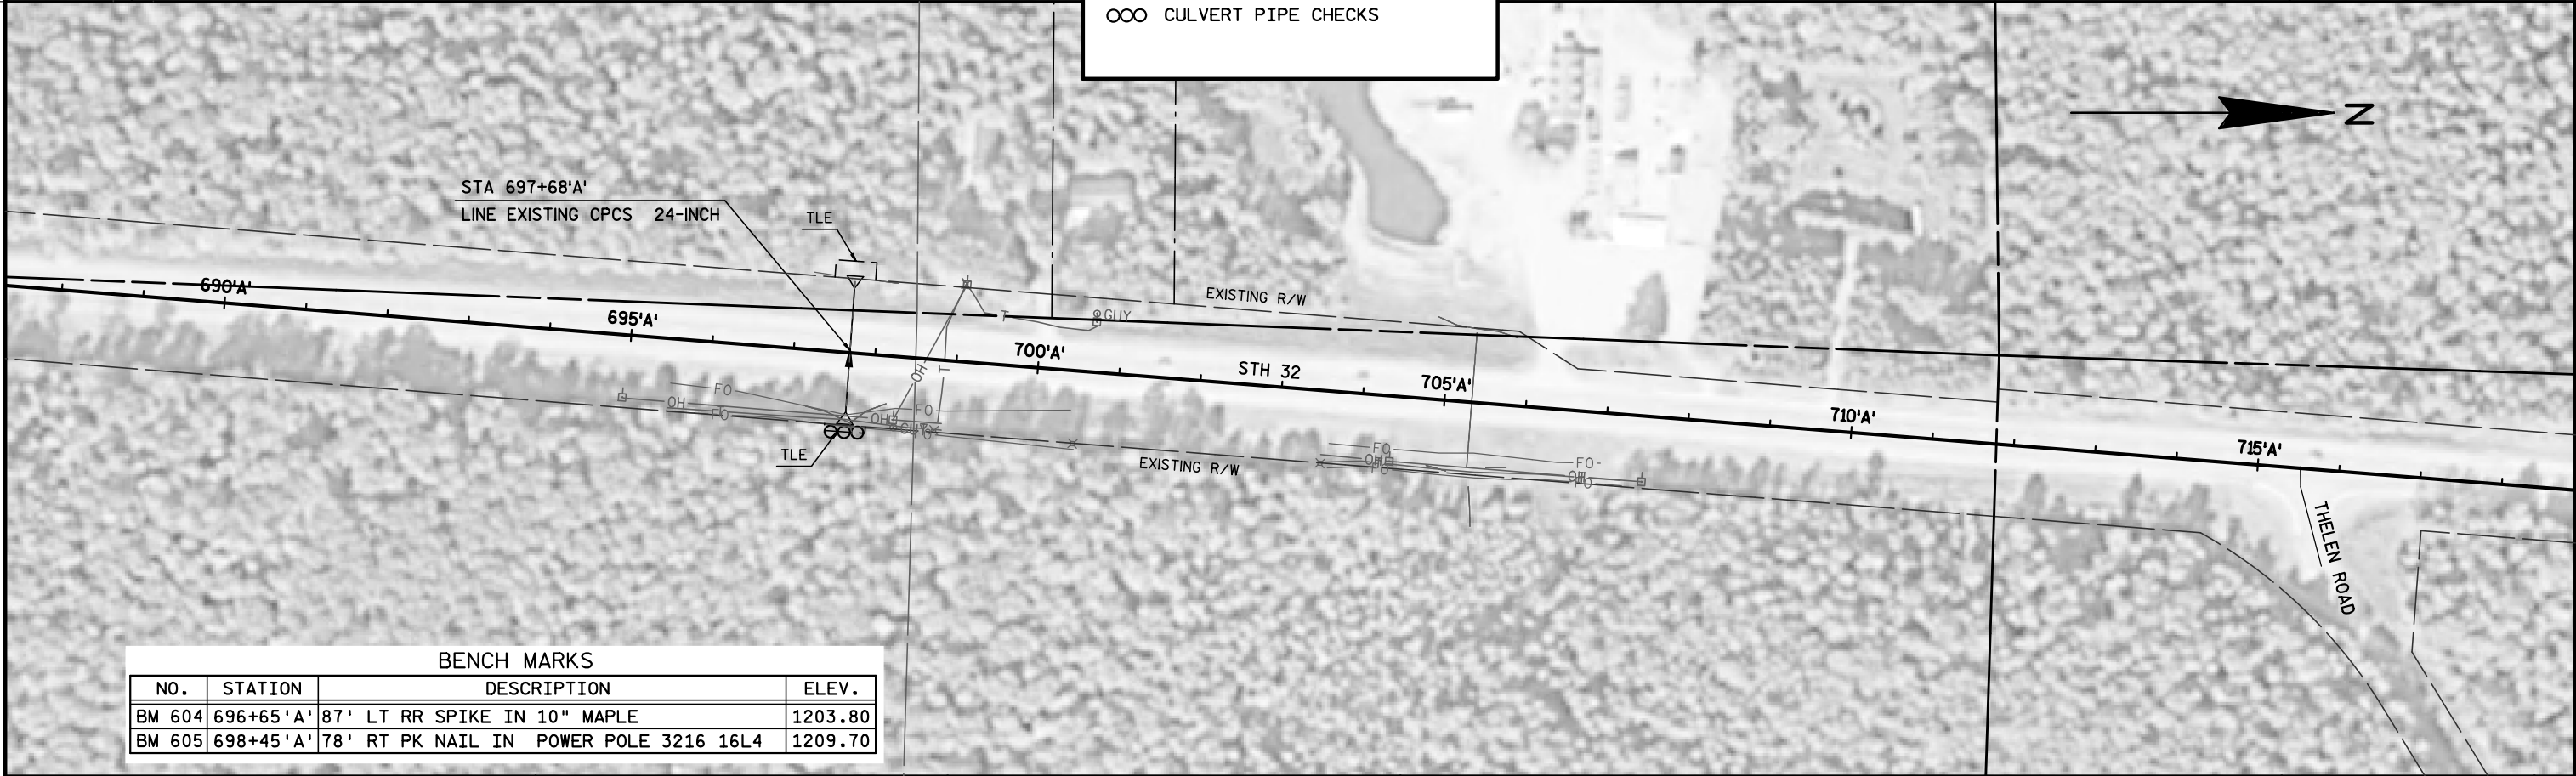 CULVERT PIPE CHECKS
N
STA 697+68'A'
LINE EXISTING CPCS 24-INCH
TLE
690'A'
695'A'
EXISTING R/W
T
GUY
700'A'
STH 32
705'A'
OH
T
FO
OH
FO
OH
FO
TLE
EXISTING R/W
FO
OH
FO
FO
OH
FO
710'A'
715'A'
THELEN ROAD
BENCH MARKS
NO. STATION DESCRIPTION ELEV.
BM 604 696+65'A' 87' LT RR SPIKE IN 10" MAPLE 1203.80
BM 605 698+45'A' 78' RT PK NAIL IN POWER POLE 3216 16L4 1209.70